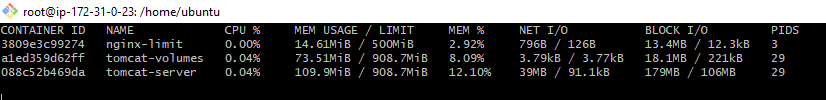 root@ip-172-31-0-23: /home/ubuntu
CONTAINER ID NAME CPU % MEM USAGE / LIMIT MEM % NET I/O BLOCK I/O PIDS
3809e3c99274 nginx-limit 0.00% 14.61MiB / 500MiB 2.92% 796B / 126B 13.4MB / 12.3kB 3
a1ed359d62ff tomcat-volumes 0.04% 73.51MiB / 908.7MiB 8.09% 3.79kB / 3.77kB 18.1MB / 221kB 29
088c52b469da tomcat-server 0.04% 109.9MiB / 908.7MiB 12.10% 39MB / 91.1kB 179MB / 106MB 29